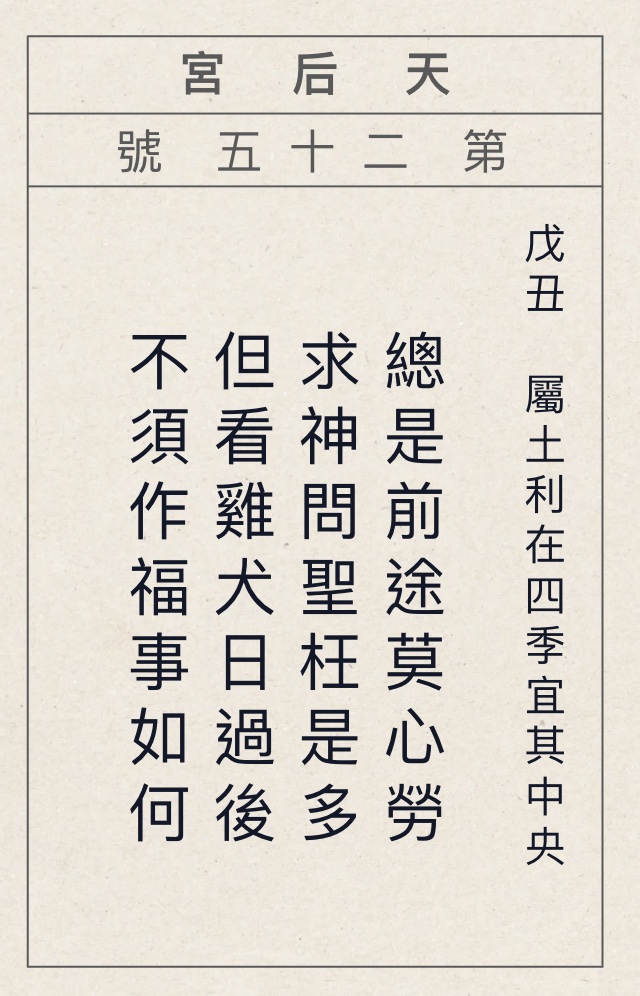 天后宮
第二十五號
戊丑 屬土利在四季宜其中央
總是前途莫心勞
求神問聖枉是多
但看雞犬日過後
不須作福事如何